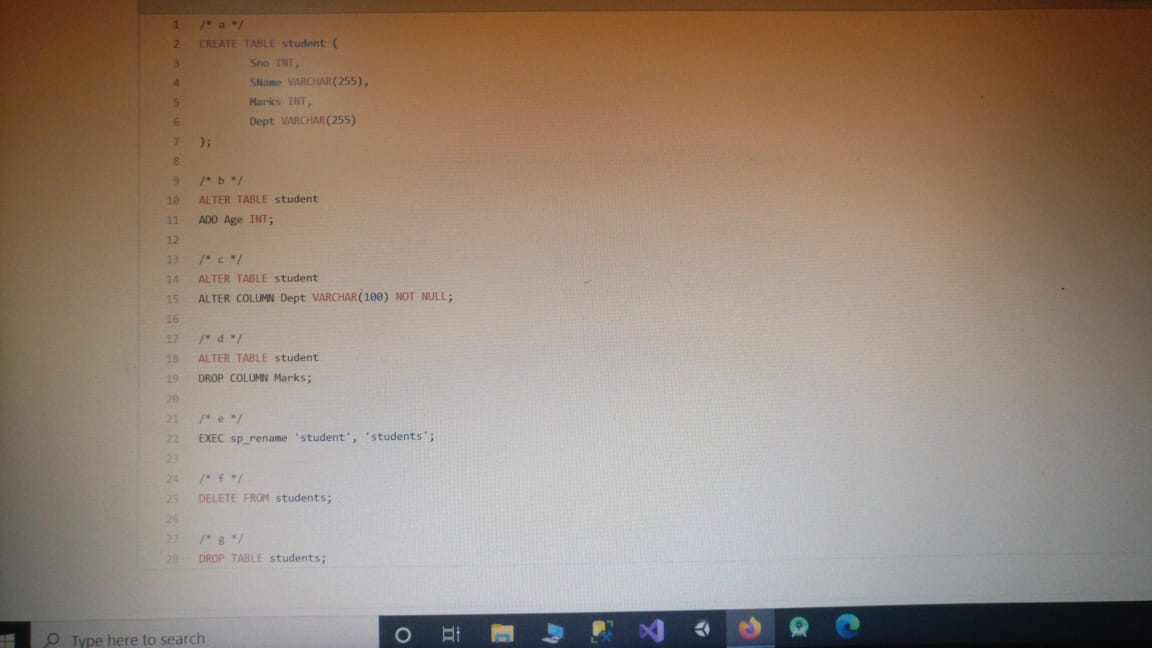 1 /* a */
2 CREATE TABLE student (
3 Sno INT,
4 SName VARCHAR(255),
5 Marks INT,
6 Dept VARCHAR(255)
7 );
8
9 /* b */
10 ALTER TABLE student
11 ADD Age INT;
12
13 /* c */
14 ALTER TABLE student
15 ALTER COLUMN Dept VARCHAR(100) NOT NULL;
16
17 /* d */
18 ALTER TABLE student
19 DROP COLUMN Marks;
20
21 /* e */
22 EXEC sp_rename 'student', 'students';
23
24 /* f */
25 DELETE FROM students;
26
27 /* g */
28 DROP TABLE students;
Type here to search